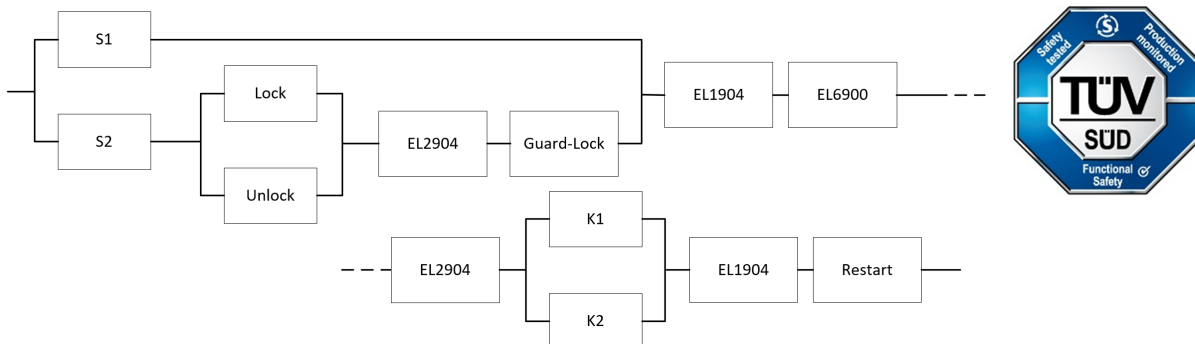 S1
S2
Lock
Unlock
EL2904
Guard-Lock
EL1904
EL6900
Safety
tested
S
Production
monitored
TÜV
SÜD
Functional
Safety
EL2904
K1
K2
EL1904
Restart